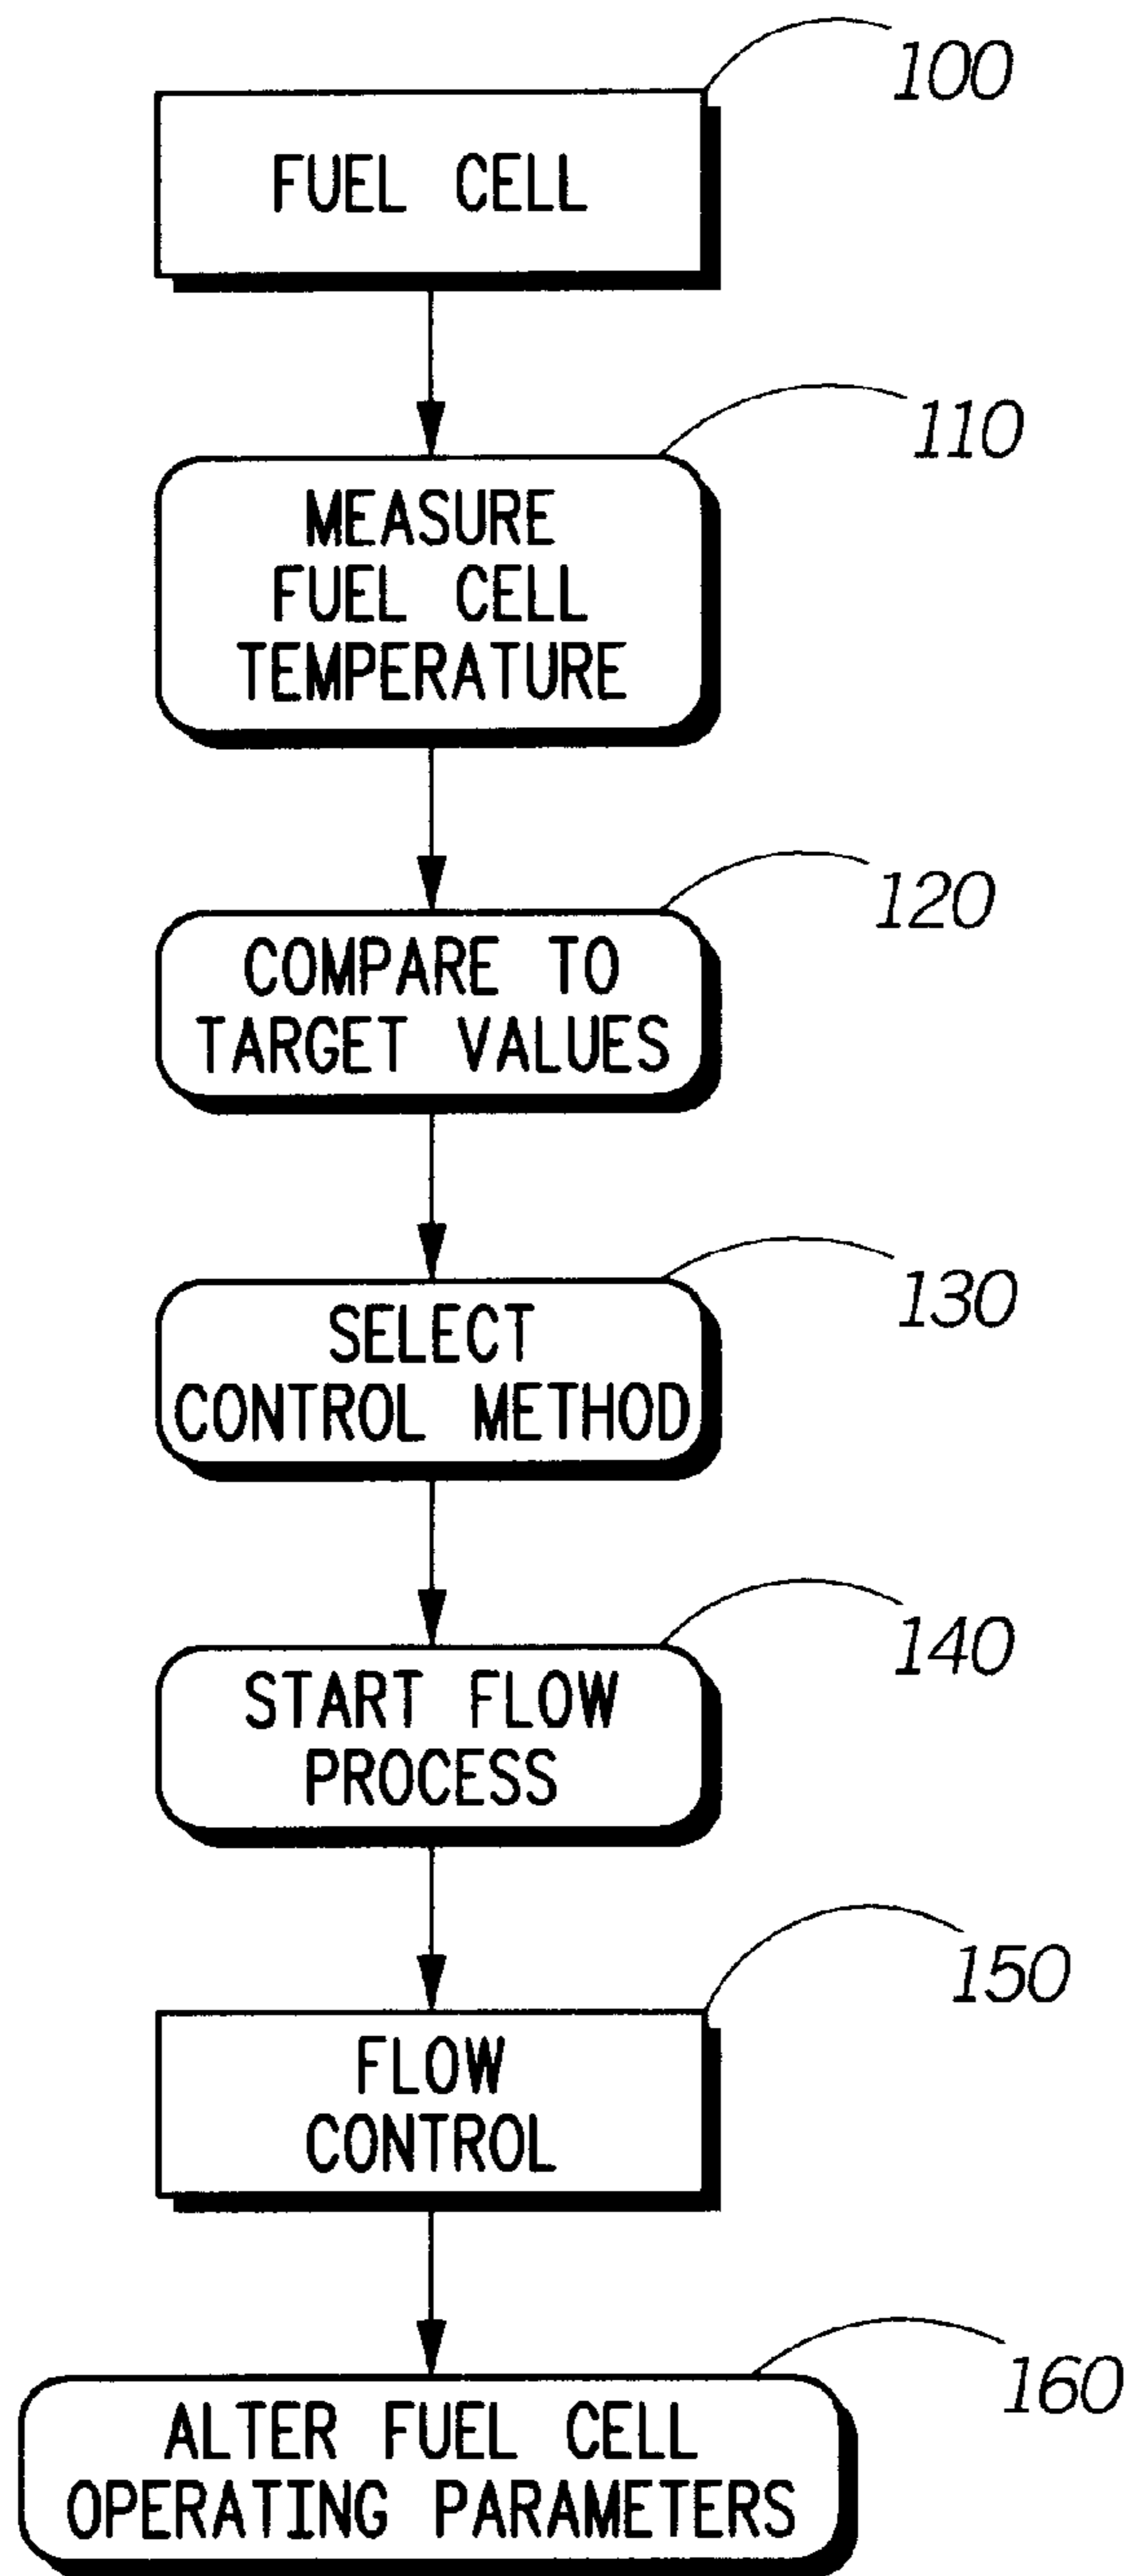 100
FUEL CELL
110
MEASURE
FUEL CELL
TEMPERATURE
120
COMPARE TO
TARGET VALUES
130
SELECT
CONTROL METHOD
140
START FLOW
PROCESS
150
FLOW
CONTROL
160
ALTER FUEL CELL
OPERATING PARAMETERS